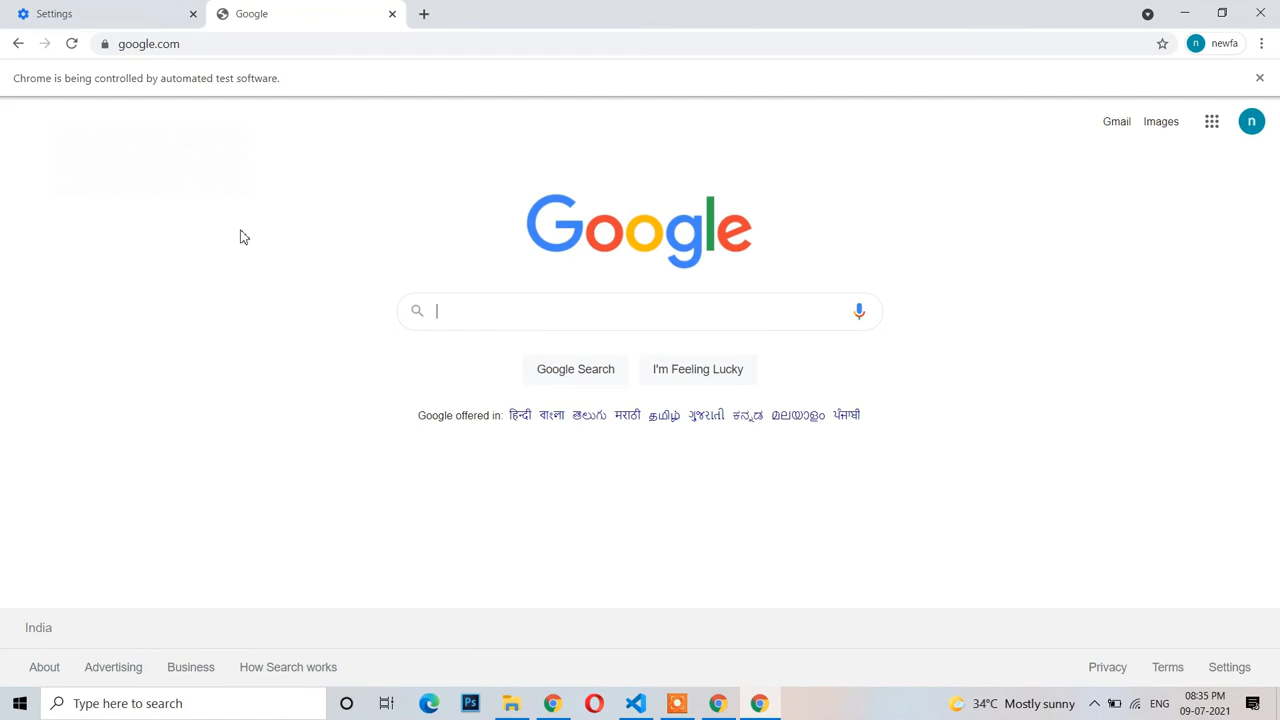 Settings
Google
google.com
newfa
Chrome is being controlled by automated test software.
Gmail Images
n
Google
Google Search I'm Feeling Lucky
Google offered in: हिन्दी বাংলা తెలుగు मराठी தமிழ் ગુજરાતી ಕನ್ನಡ മലയാളം ਪੰਜਾਬੀ
India
About Advertising Business How Search works
Privacy Terms Settings
Type here to search
Ps
34°C Mostly sunny
ENG
08:35 PM
09-07-2021